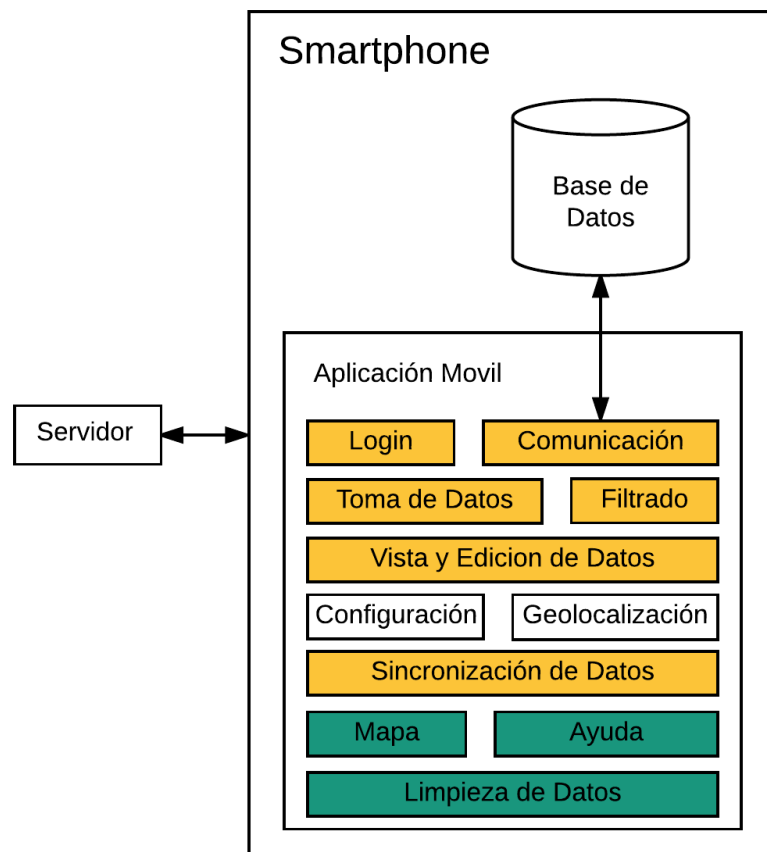 Smartphone
Base de
Datos
Aplicación Movil
Servidor
Login
Comunicación
Toma de Datos
Filtrado
Vista y Edicion de Datos
Configuración
Geolocalización
Sincronización de Datos
Mapa
Ayuda
Limpieza de Datos